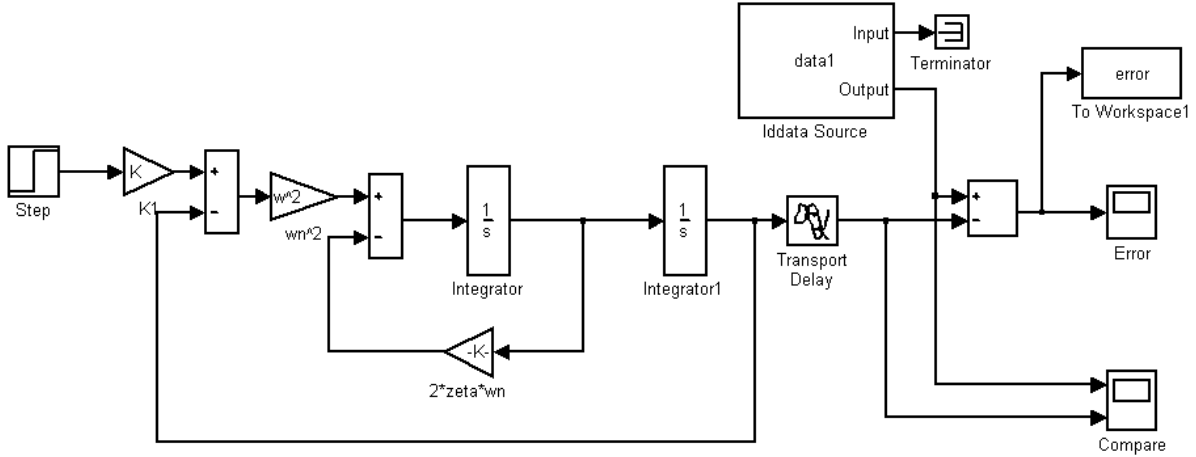 Input
data1
Output
Iddata Source
Terminator
error
To Workspace1
Step
K
K1
+
−
w^2
wn^2
+
−
1
s
Integrator
1
s
Integrator1
Transport
Delay
+
−
Error
-K-
2*zeta*wn
Compare